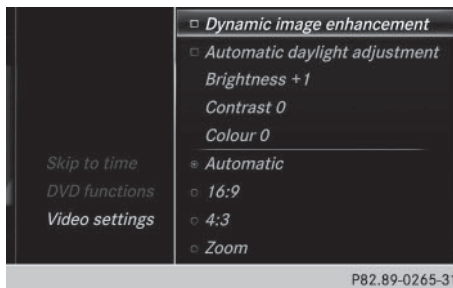 Dynamic image enhancement
Automatic daylight adjustment
Brightness +1
Contrast 0
Colour 0
Skip to time
Automatic
DVD functions
16:9
Video settings
4:3
Zoom
P82.89-0265-31